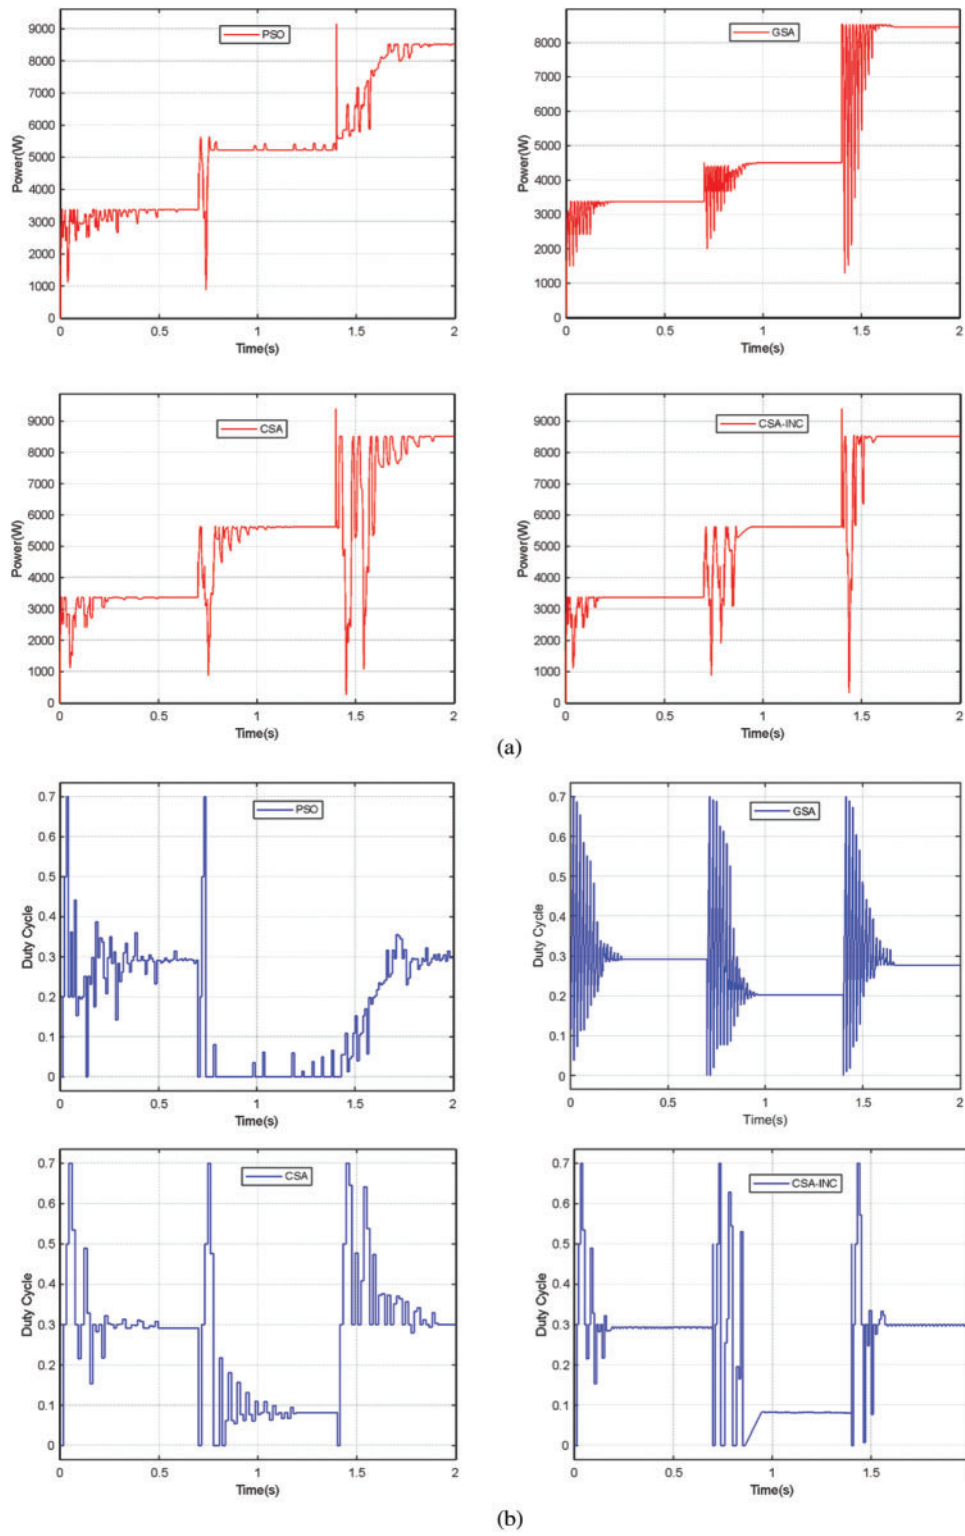 PSO
9000
8000
7000
6000
5000
4000
3000
2000
1000
0
Power(W)
0 0.5 1 1.5 2
Time(s)
GSA
8000
7000
6000
5000
4000
3000
2000
1000
0
Power(W)
0 0.5 1 1.5 2
Time(s)
CSA
9000
8000
7000
6000
5000
4000
3000
2000
1000
0
Power(W)
0 0.5 1 1.5 2
Time(s)
CSA-INC
9000
8000
7000
6000
5000
4000
3000
2000
1000
0
Power(W)
0 0.5 1 1.5 2
Time(s)
(a)
PSO
0.7
0.6
0.5
0.4
0.3
0.2
0.1
0
Duty Cycle
0 0.5 1 1.5 2
Time(s)
GSA
0.7
0.6
0.5
0.4
0.3
0.2
0.1
0
Duty Cycle
0 0.5 1 1.5 2
Time(s)
CSA
0.7
0.6
0.5
0.4
0.3
0.2
0.1
0
Duty Cycle
0 0.5 1 1.5 2
Time(s)
CSA-INC
0.7
0.6
0.5
0.4
0.3
0.2
0.1
0
Duty Cycle
0 0.5 1 1.5
Time(s)
(b)